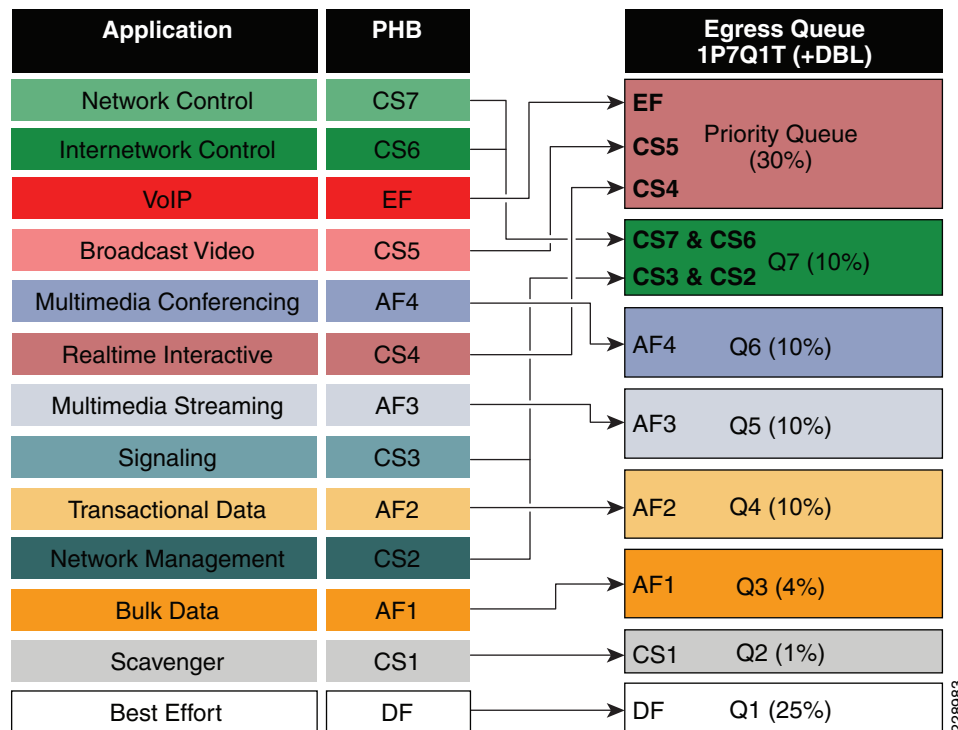 Application PHB Egress Queue
1P7Q1T (+DBL)
Network Control CS7
Internetwork Control CS6
VoIP EF
Broadcast Video CS5
Multimedia Conferencing AF4
Realtime Interactive CS4
Multimedia Streaming AF3
Signaling CS3
Transactional Data AF2
Network Management CS2
Bulk Data AF1
Scavenger CS1
Best Effort DF
EF
CS5 Priority Queue
(30%)
CS4
CS7 & CS6
Q7 (10%)
CS3 & CS2
AF4 Q6 (10%)
AF3 Q5 (10%)
AF2 Q4 (10%)
AF1 Q3 (4%)
CS1 Q2 (1%)
DF Q1 (25%)
228983